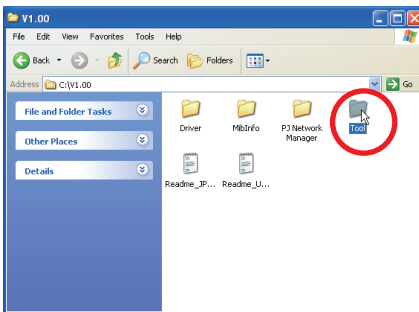 V1.00
File Edit View Favorites Tools Help
Back Search Folders
Address C:\V1.00 Go
File and Folder Tasks
Other Places
Details
Driver MibInfo PJ Network Manager Tool
Readme_JP... Readme_U...